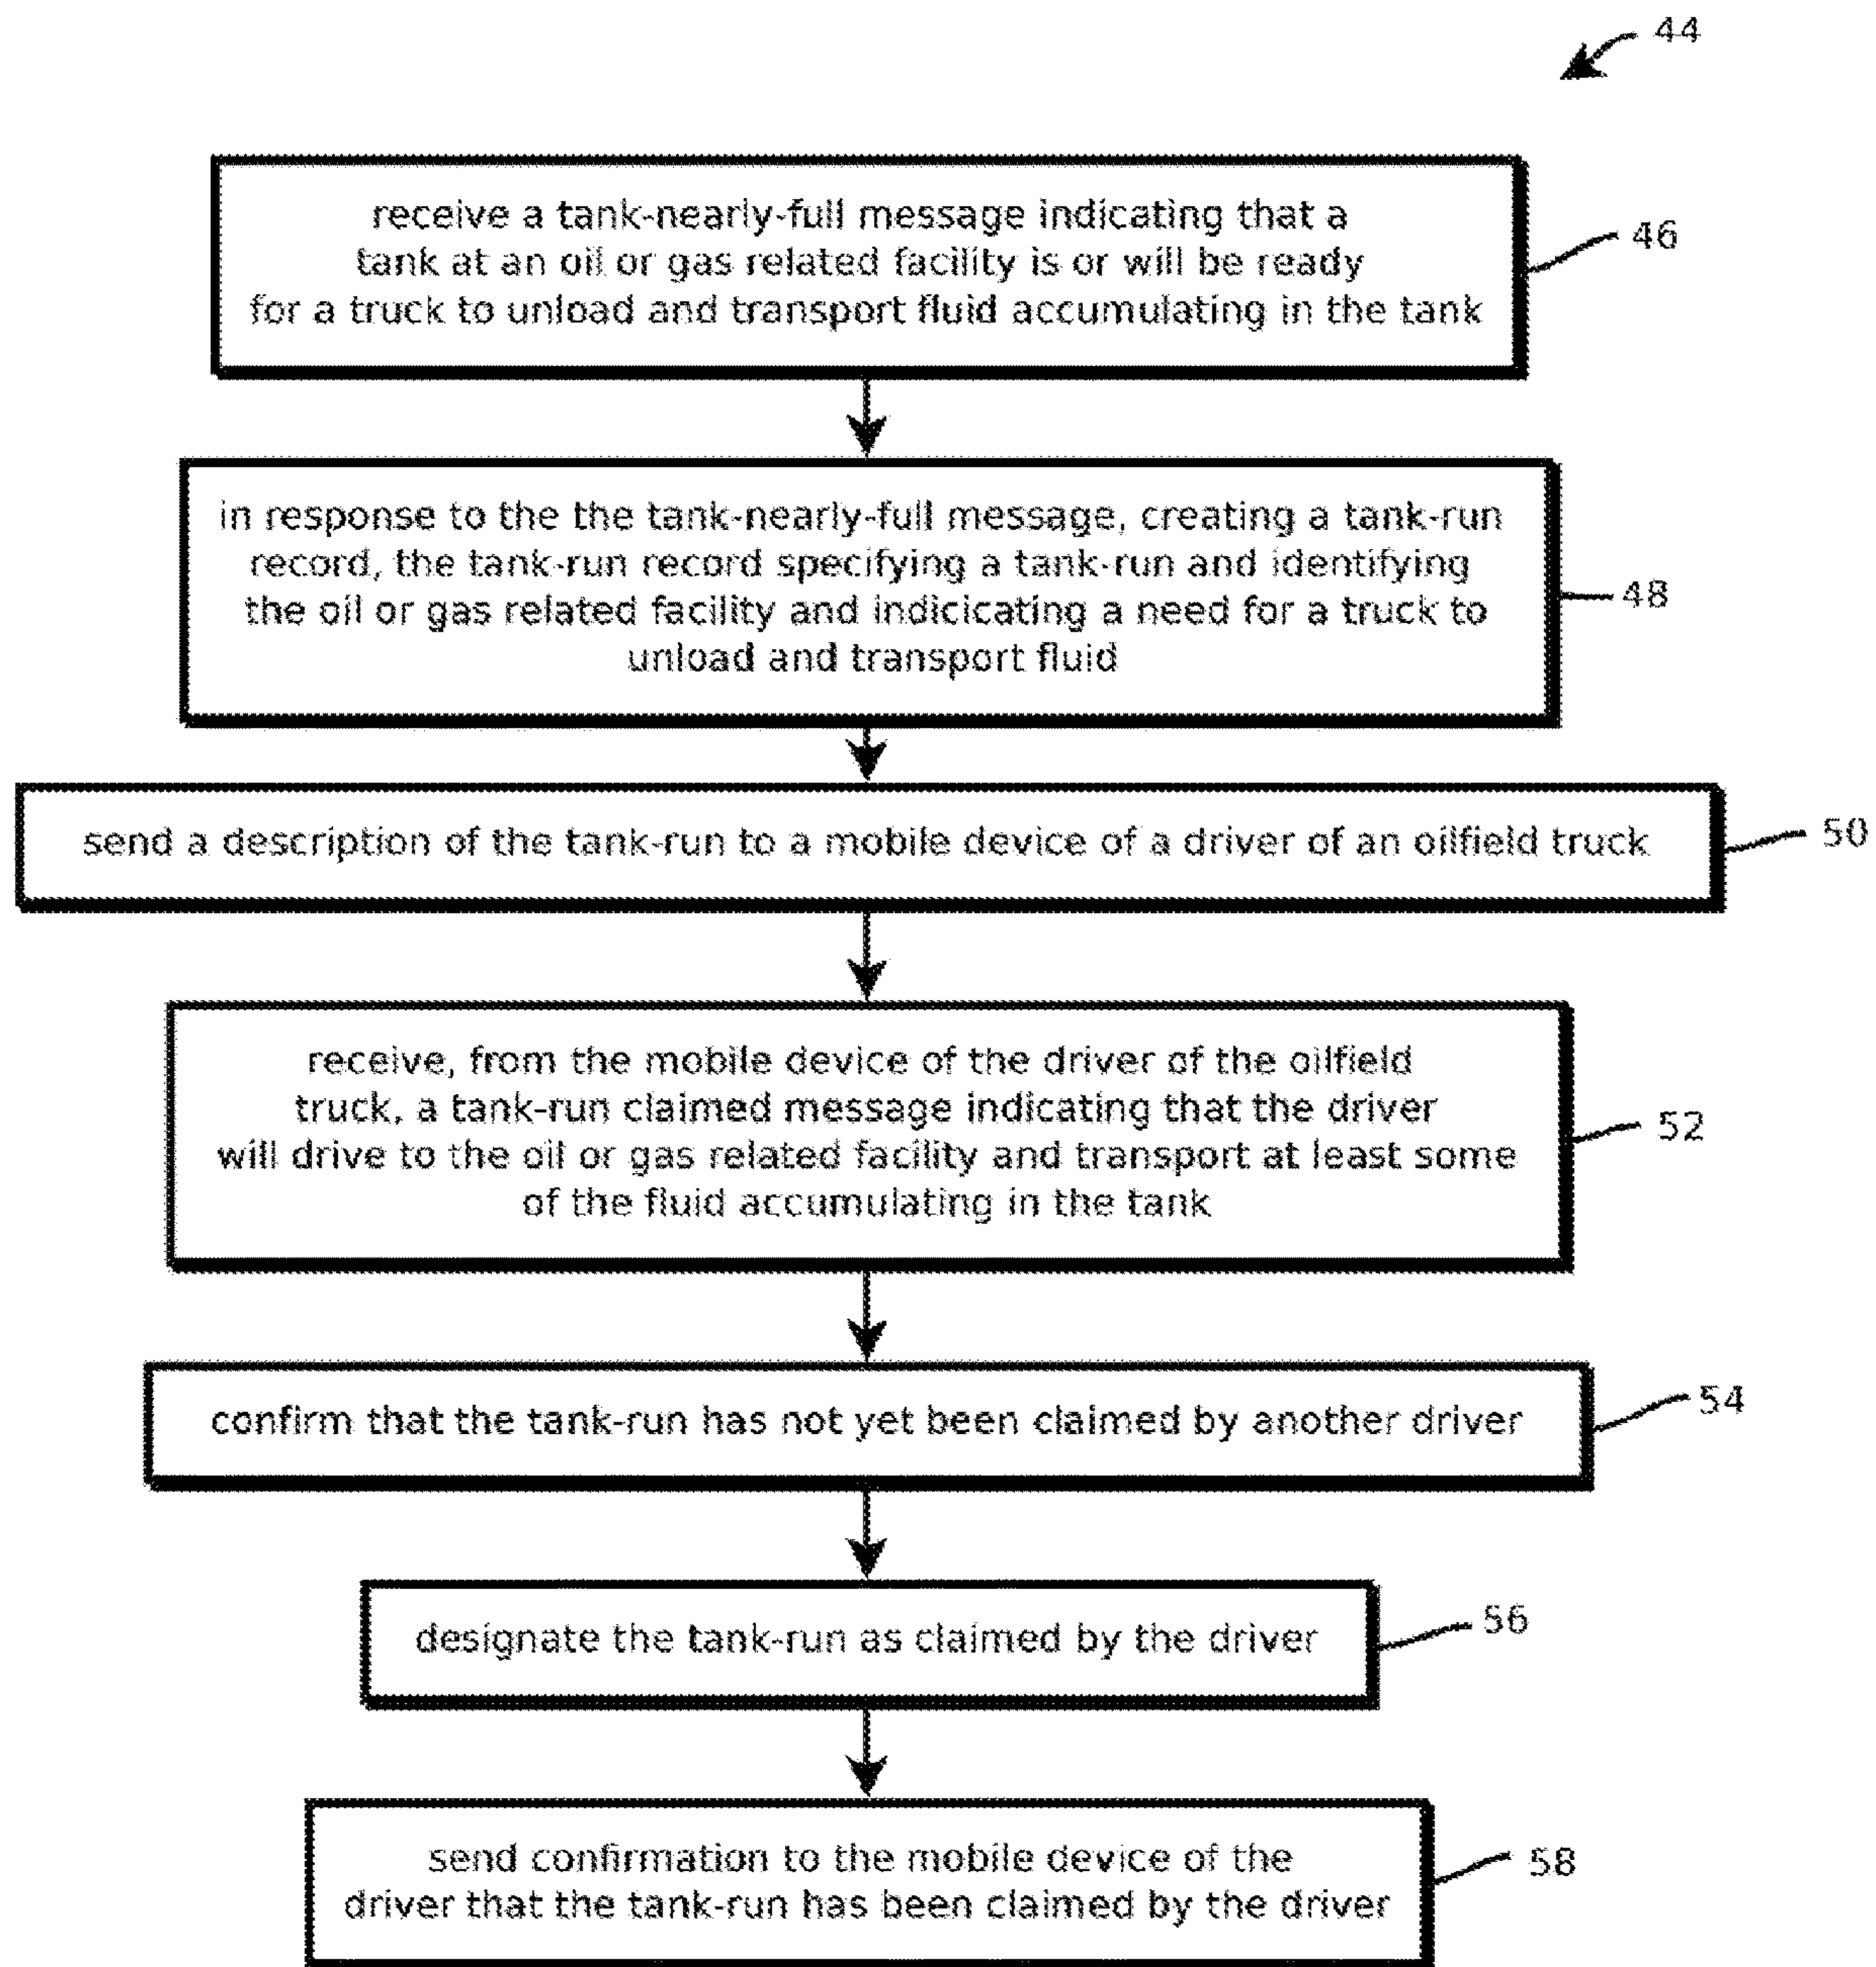 44
receive a tank-nearly-full message indicating that a
tank at an oil or gas related facility is or will be ready
for a truck to unload and transport fluid accumulating in the tank
46
in response to the the tank-nearly-full message, creating a tank-run
record, the tank-run record specifying a tank-run and identifying
the oil or gas related facility and indicicating a need for a truck to
unload and transport fluid
48
send a description of the tank-run to a mobile device of a driver of an oilfield truck
50
receive, from the mobile device of the driver of the oilfield
truck, a tank-run claimed message indicating that the driver
will drive to the oil or gas related facility and transport at least some
of the fluid accumulating in the tank
52
confirm that the tank-run has not yet been claimed by another driver
54
designate the tank-run as claimed by the driver
56
send confirmation to the mobile device of the
driver that the tank-run has been claimed by the driver
58